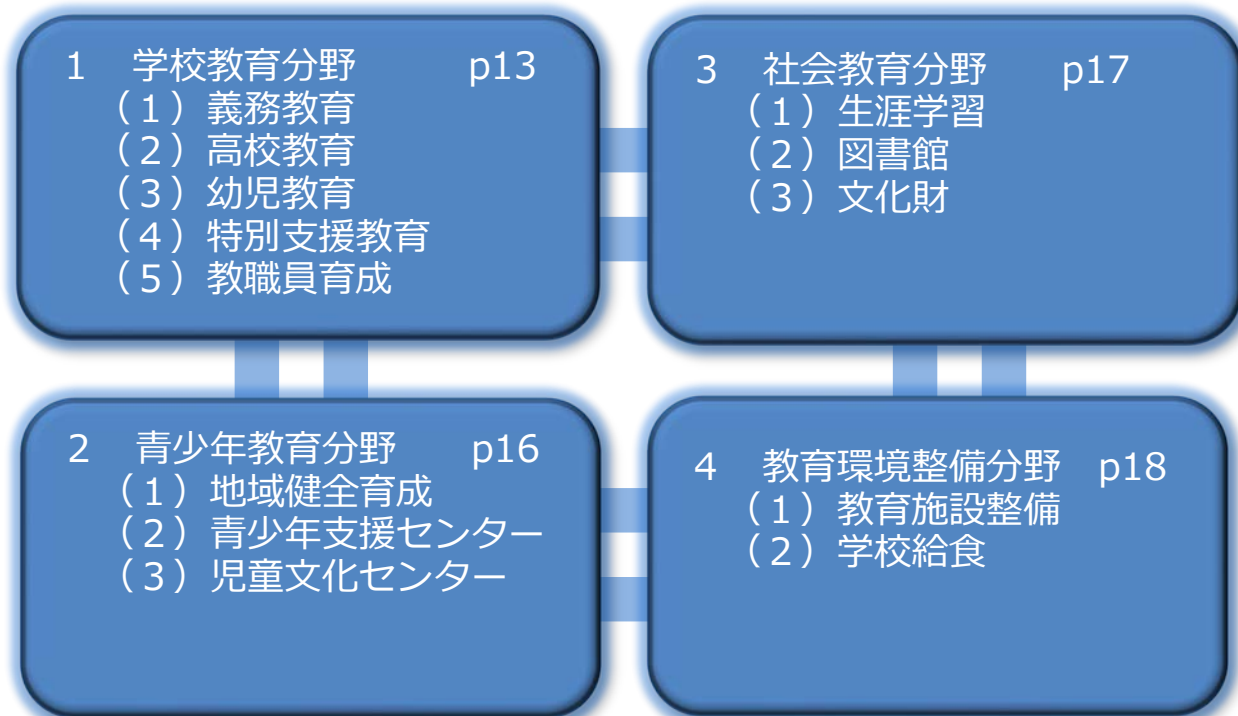 1　学校教育分野　　　p13
（１）義務教育
（２）高校教育
（３）幼児教育
（４）特別支援教育
（５）教職員育成
2　青少年教育分野　　p16
（１）地域健全育成
（２）青少年支援センター
（３）児童文化センター
3　社会教育分野　　p17
（１）生涯学習
（２）図書館
（３）文化財
4　教育環境整備分野　p18
（１）教育施設整備
（２）学校給食